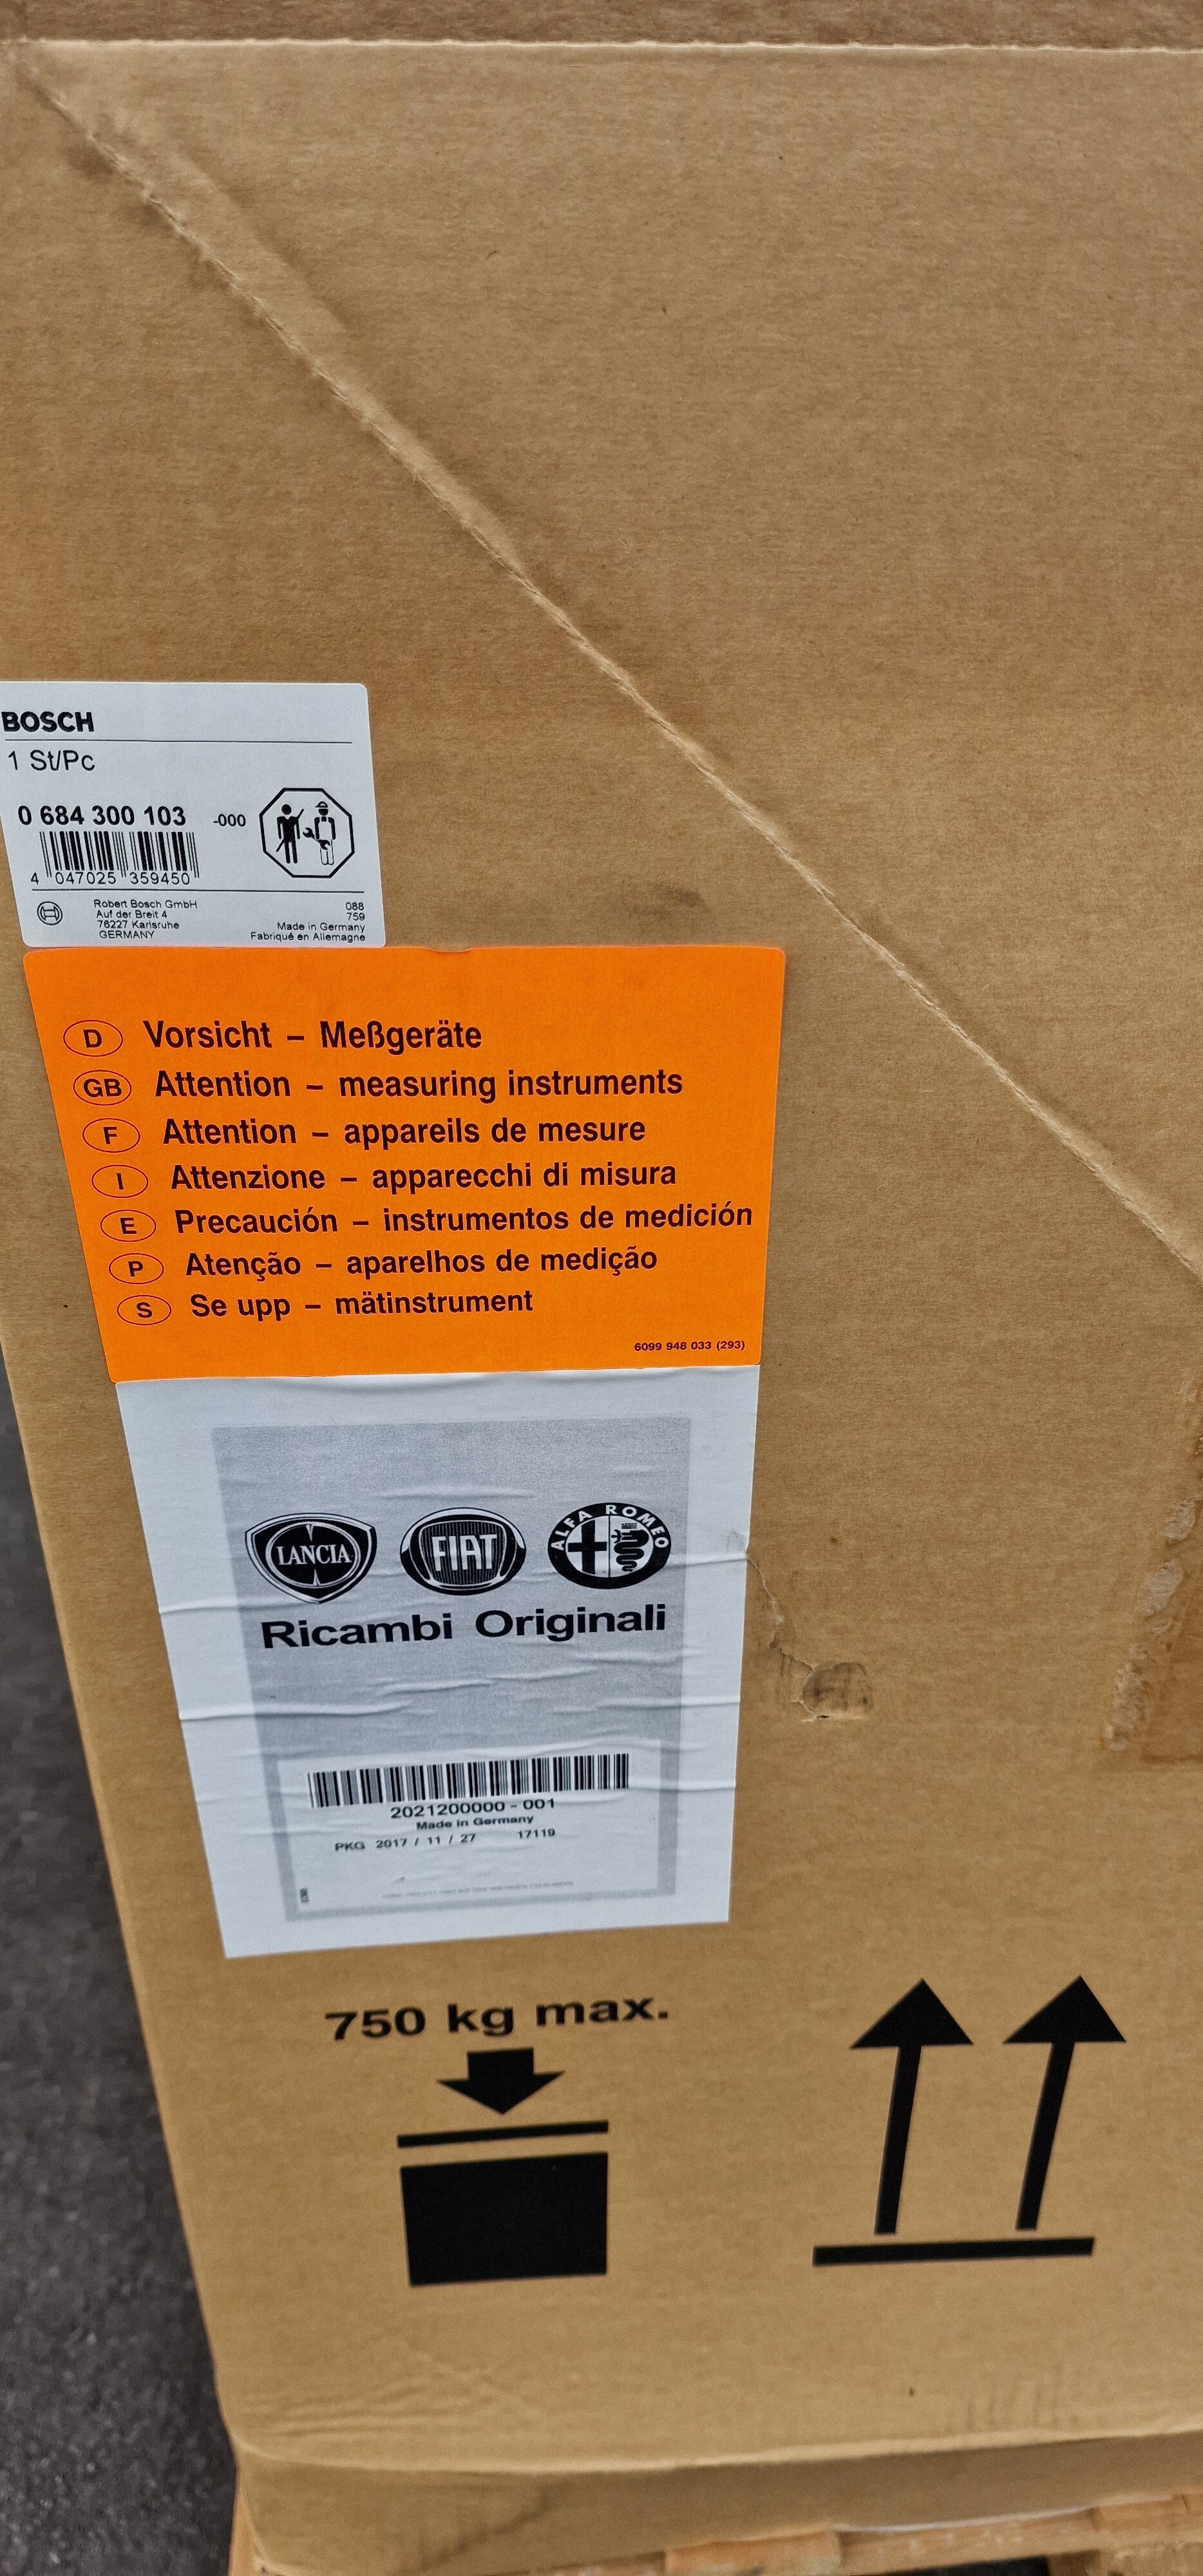 BOSCH
1 St/Pc
0 684 300 103 -000
4 047025 359450
Robert Bosch GmbH
Auf der Breit 4
76227 Karlsruhe
GERMANY
088
759
Made in Germany
Fabriqué en Allemagne
D Vorsicht – Meßgeräte
GB Attention – measuring instruments
F Attention – appareils de mesure
I Attenzione – apparecchi di misura
E Precaución – instrumentos de medición
P Atenção – aparelhos de medição
S Se upp – mätinstrument
6099 948 033 (293)
LANCIA FIAT ALFA ROMEO
Ricambi Originali
2021200000 - 001
Made in Germany
PKG 2017 / 11 / 27 17119
750 kg max.